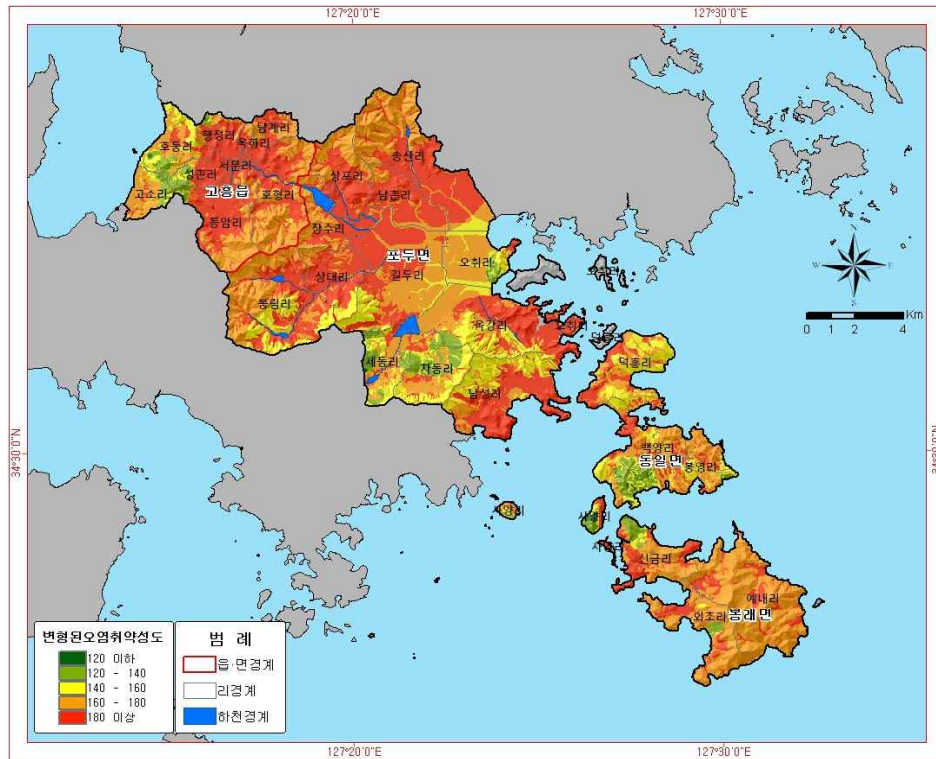 127°20'0"E
127°30'0"E
남계리
행정리
옥하리
호동리
서문리
송산리
성촌리
상포리
고흥읍
호형리
남촌리
고소리
등암리
장수리
포두면
오취리
상대리
길두리
봉림리
옥강리
세동리
차동리
덕흥리
남성리
34°30'0"N
백양리
동일면
봉영리
신금리
예내리
외초리
봉래면
N
W
E
S
Km
0 1 2 4
변형된오염취약성도
120 이하
120 - 140
140 - 160
160 - 180
180 이상
범 례
읍·면경계
리경계
하천경계
127°20'0"E
127°30'0"E